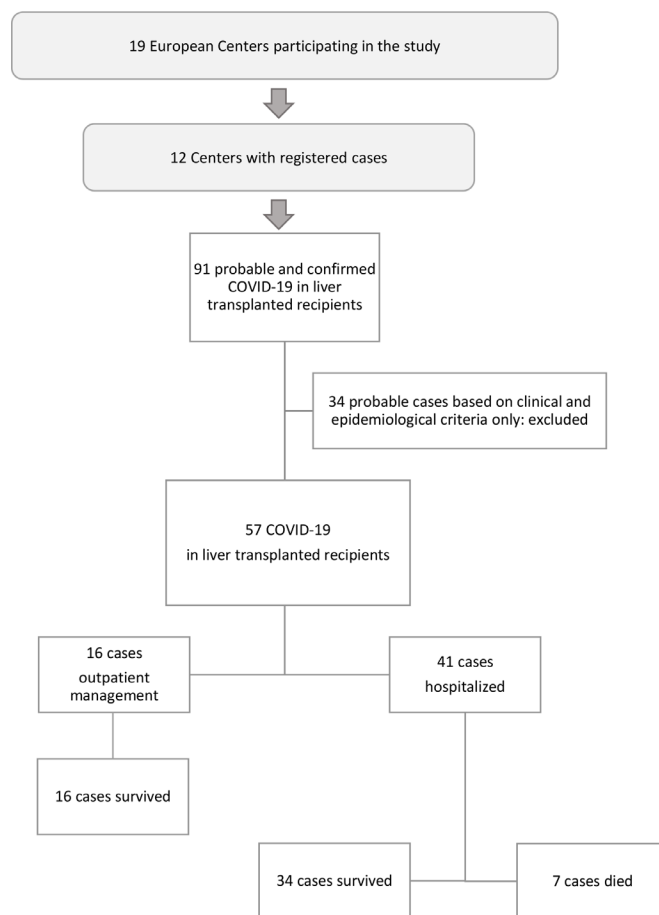 19 European Centers participating in the study
12 Centers with registered cases
91 probable and confirmed
COVID-19 in liver
transplanted recipients
34 probable cases based on clinical and
epidemiological criteria only: excluded
57 COVID-19
in liver transplanted recipients
16 cases
outpatient
management
41 cases
hospitalized
16 cases survived
34 cases survived
7 cases died